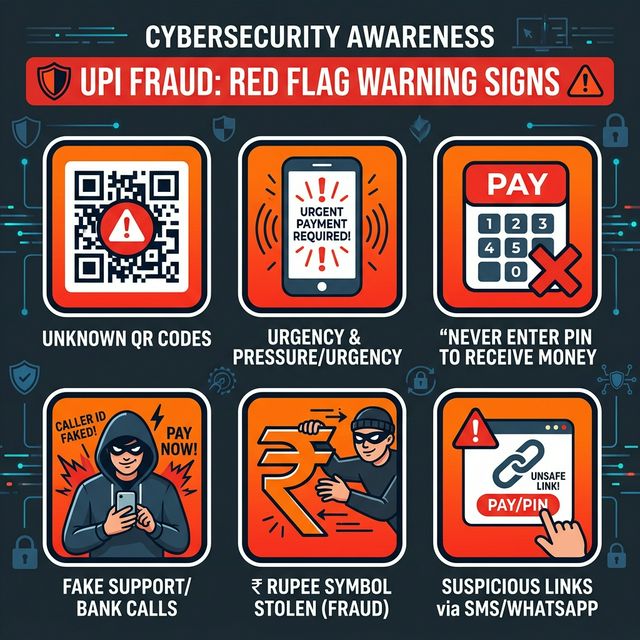 CYBERSECURITY AWARENESS
UPI FRAUD: RED FLAG WARNING SIGNS
URGENT
PAYMENT
REQUIRED!
PAY
1 2 3
4 5
0
UNKNOWN QR CODES
URGENCY &
PRESSURE/URGENCY
“NEVER ENTER PIN
TO RECEIVE MONEY
CALLER ID
FAKED!
PAY
NOW!
₹
UNSAFE
LINK!
PAY/PIN
FAKE SUPPORT/
BANK CALLS
₹ RUPEE SYMBOL
STOLEN (FRAUD)
SUSPICIOUS LINKS
via SMS/WHATSAPP